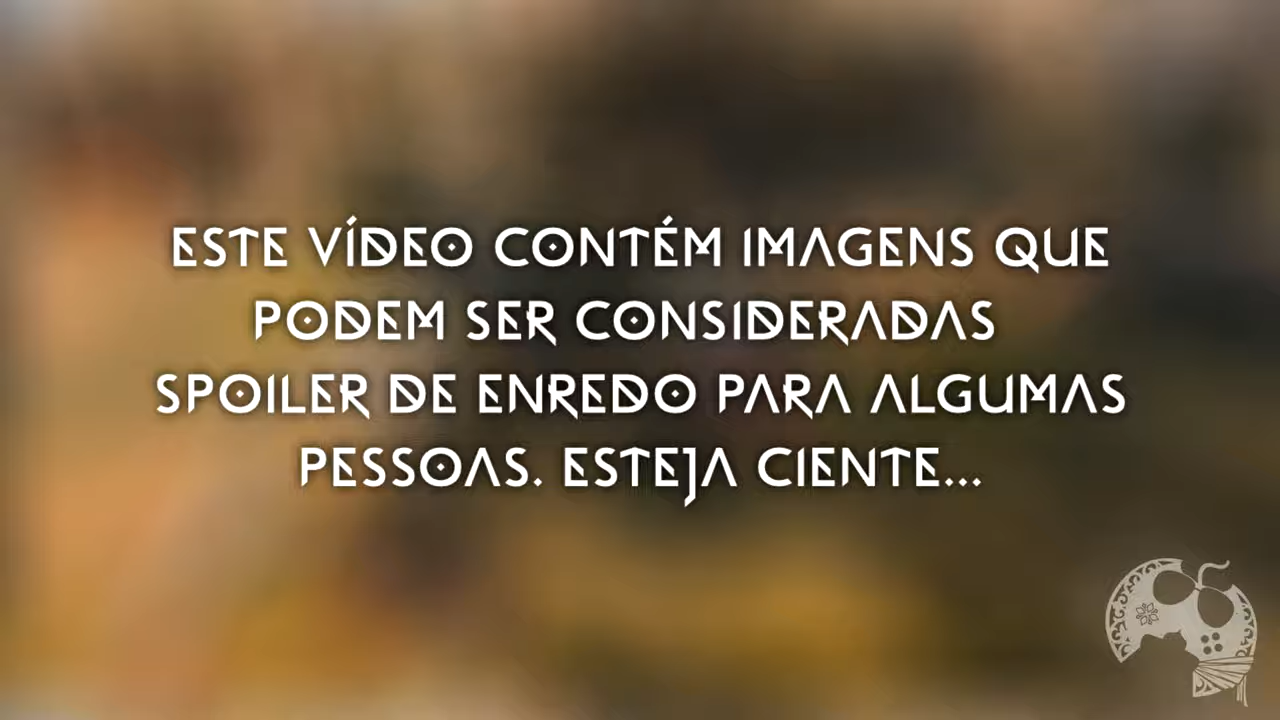 ESTE VÍDEO CONTÉM IMAGENS QUE
PODEM SER CONSIDERADAS
SPOILER DE ENREDO PARA ALGUMAS
PESSOAS. ESTEJA CIENTE...